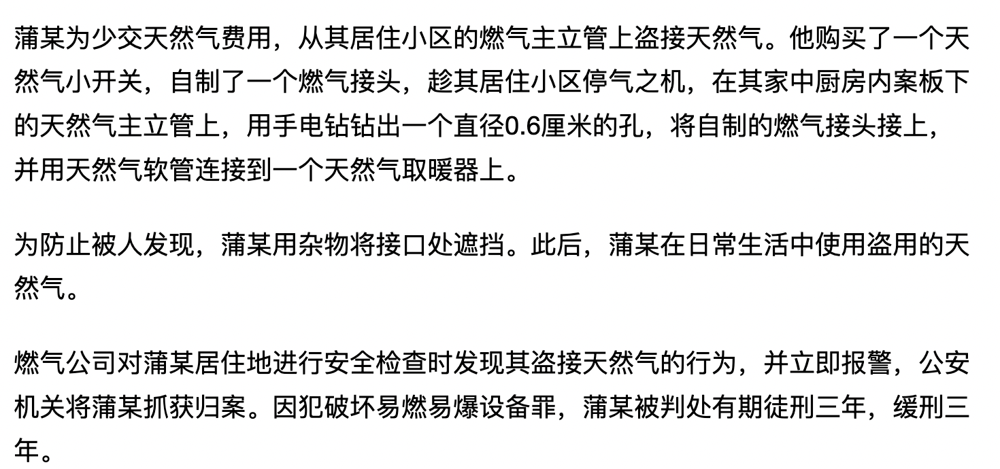 蒲某为少交天然气费用，从其居住小区的燃气主立管上盗接天然气。他购买了一个天
然气小开关，自制了一个燃气接头，趁其居住小区停气之机，在其家中厨房内案板下
的天然气主立管上，用手电钻钻出一个直径0.6厘米的孔，将自制的燃气接头接上，
并用天然气软管连接到一个天然气取暖器上。
为防止被人发现，蒲某用杂物将接口处遮挡。此后，蒲某在日常生活中使用盗用的天
然气。
燃气公司对蒲某居住地进行安全检查时发现其盗接天然气的行为，并立即报警，公安
机关将蒲某抓获归案。因犯破坏易燃易爆设备罪，蒲某被判处有期徒刑三年，缓刑三
年。